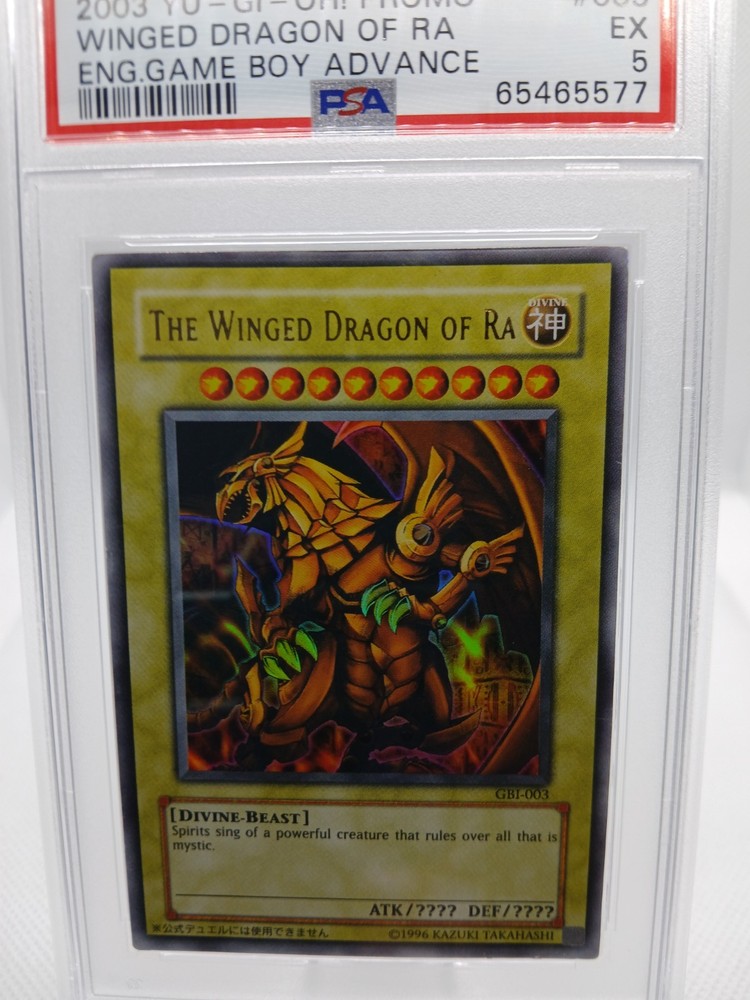 2003 YU-GI-OH! PROMO #003
WINGED DRAGON OF RA EX
ENG.GAME BOY ADVANCE 5
PSA 65465577
THE WINGED DRAGON OF RA
DIVINE
神
GBI-003
[DIVINE-BEAST]
Spirits sing of a powerful creature that rules over all that is
mystic.
ATK/???? DEF/????
※公式デュエルには使用できません ©1996 KAZUKI TAKAHASHI